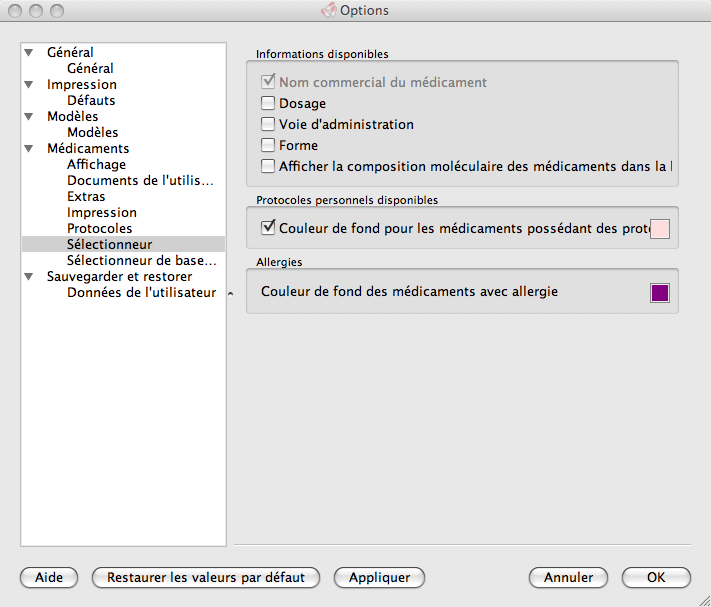 Options
Général
Général
Impression
Défauts
Modèles
Modèles
Médicaments
Affichage
Documents de l'utilis...
Extras
Impression
Protocoles
Sélectionneur
Sélectionneur de base...
Sauvegarder et restorer
Données de l'utilisateur
Informations disponibles
Nom commercial du médicament
Dosage
Voie d'administration
Forme
Afficher la composition moléculaire des médicaments dans la l
Protocoles personnels disponibles
Couleur de fond pour les médicaments possédant des proto
Allergies
Couleur de fond des médicaments avec allergie
Aide
Restaurer les valeurs par défaut
Appliquer
Annuler
OK